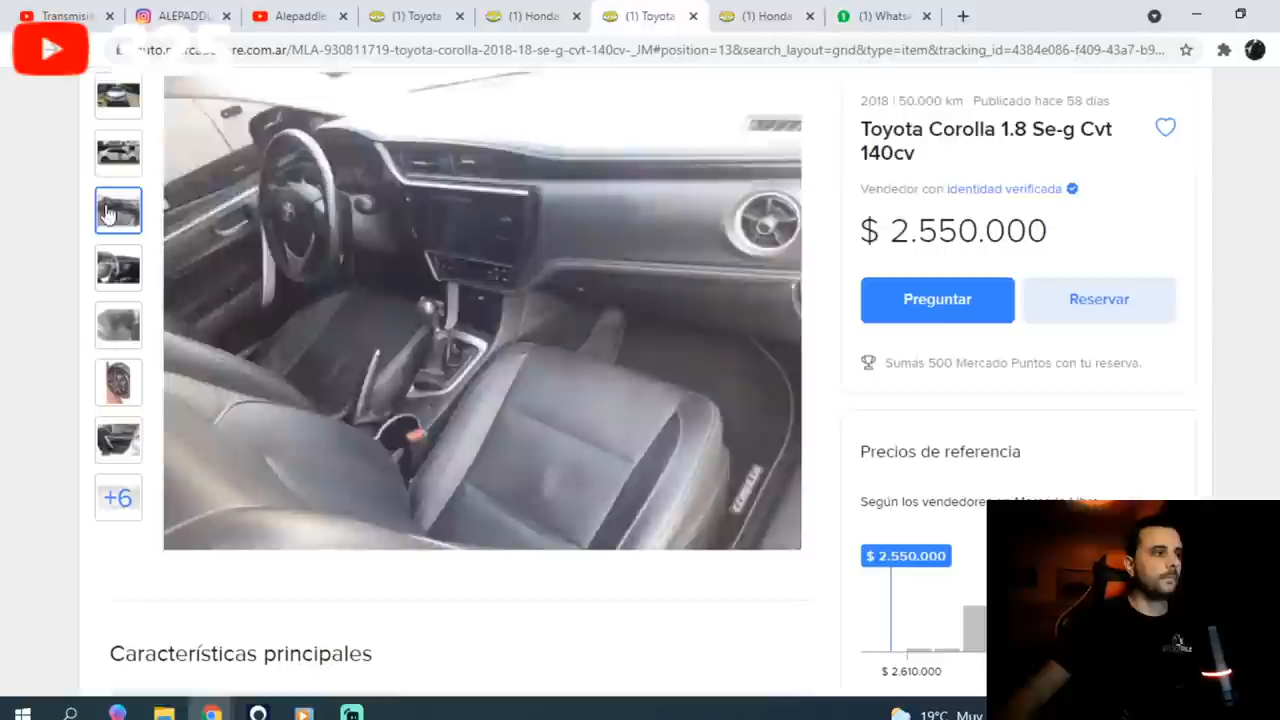 Transmisi
ALEPADDL
Alepaddle
(1) Toyota
(1) Honda
(1) Toyota
(1) Honda
(1) Whats
/MLA-930811719-toyota-corolla-2018-18-se-g-cvt-140cv-_JM#position=13&search_layout=grid&type=item&tracking_id=4384e086-f409-43a7-b9...
2018 | 50.000 km Publicado hace 58 días
Toyota Corolla 1.8 Se-g Cvt
140cv
Vendedor con identidad verificada
$ 2.550.000
Preguntar
Reservar
Sumás 500 Mercado Puntos con tu reserva.
+6
COROLLA
Precios de referencia
Según los vendedores
$ 2.550.000
$ 2.610.000
Características principales
19°C Muy